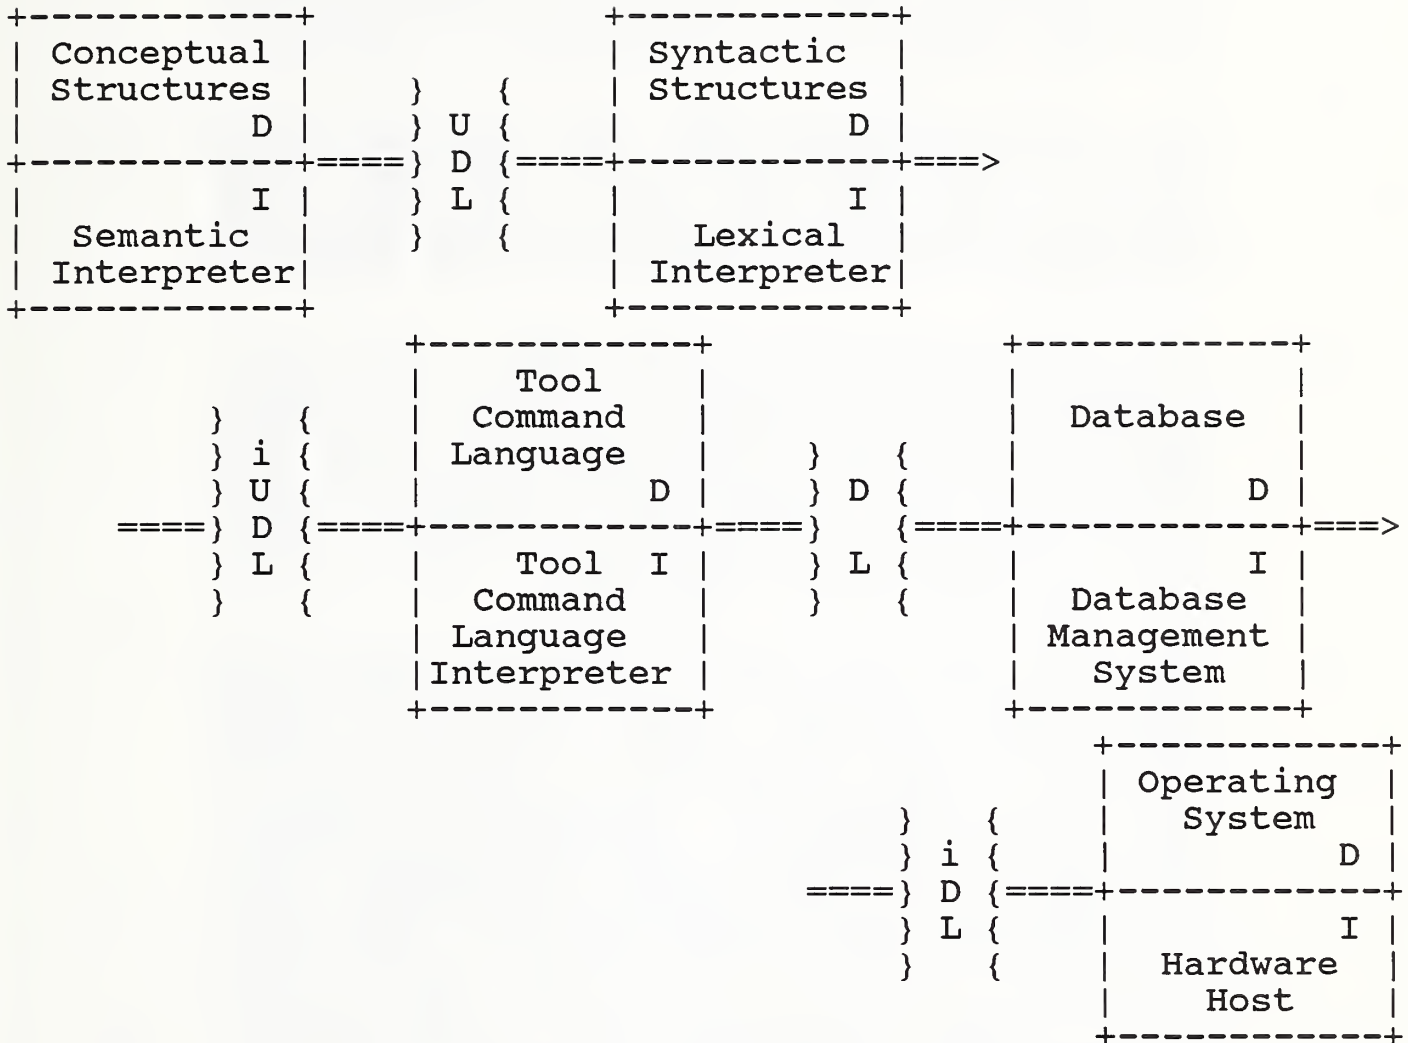 +-------------+             +-------------+
|  Conceptual |             |  Syntactic  |
|  Structures |    }   {    |  Structures |
|           D |    } U {    |           D |
+-------------+====} D {====+-------------+===>
|           I |    } L {    |           I |
|   Semantic  |    }   {    |    Lexical  |
|  Interpreter|             |  Interpreter|
+-------------+             +-------------+
                  +-------------+             +-------------+
                  |     Tool    |             |             |
         }   {    |   Command   |             |   Database  |
         } i {    |  Language   |    }   {    |             |
         } U {    |           D |    } D {    |           D |
     ====} D {====+-------------+====}   {====+-------------+===>
         } L {    |     Tool  I |    } L {    |           I |
         }   {    |   Command   |    }   {    |   Database  |
                  |  Language   |             |  Management |
                  | Interpreter |             |    System   |
                  +-------------+             +-------------+
                                                  +-------------+
                                                  |  Operating  |
                                         }   {    |    System   |
                                         } i {    |           D |
                                     ====} D {====+-------------+
                                         } L {    |           I |
                                         }   {    |   Hardware  |
                                                  |     Host    |
                                                  +-------------+